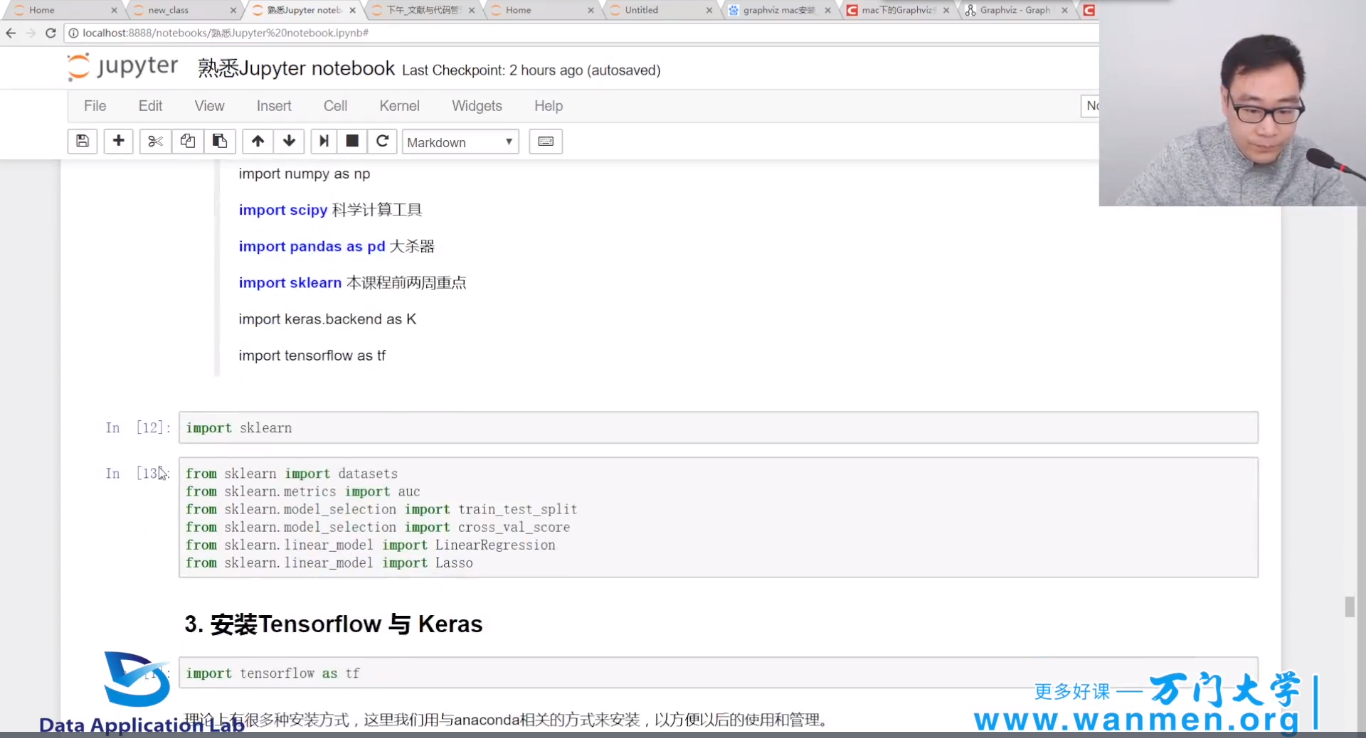 Home
new_class
熟悉Jupyter noteb
下午_文献与代码包
Home
Untitled
graphviz mac安装
mac下的Graphviz
Graphviz - Graph
localhost:8888/notebooks/熟悉Jupyter%20notebook.ipynb#
jupyter 熟悉Jupyter notebook Last Checkpoint: 2 hours ago (autosaved)
File Edit View Insert Cell Kernel Widgets Help
Markdown
import numpy as np
import scipy 科学计算工具
import pandas as pd 大杀器
import sklearn 本课程前两周重点
import keras.backend as K
import tensorflow as tf
In [12]: import sklearn
In [13]: from sklearn import datasets
from sklearn.metrics import auc
from sklearn.model_selection import train_test_split
from sklearn.model_selection import cross_val_score
from sklearn.linear_model import LinearRegression
from sklearn.linear_model import Lasso
3. 安装Tensorflow 与 Keras
import tensorflow as tf
理论上有很多种安装方式，这里我们用与anaconda相关的方式来安装，以方便以后的使用和管理。
Data Application Lab
更多好课 — 万门大学
www.wanmen.org